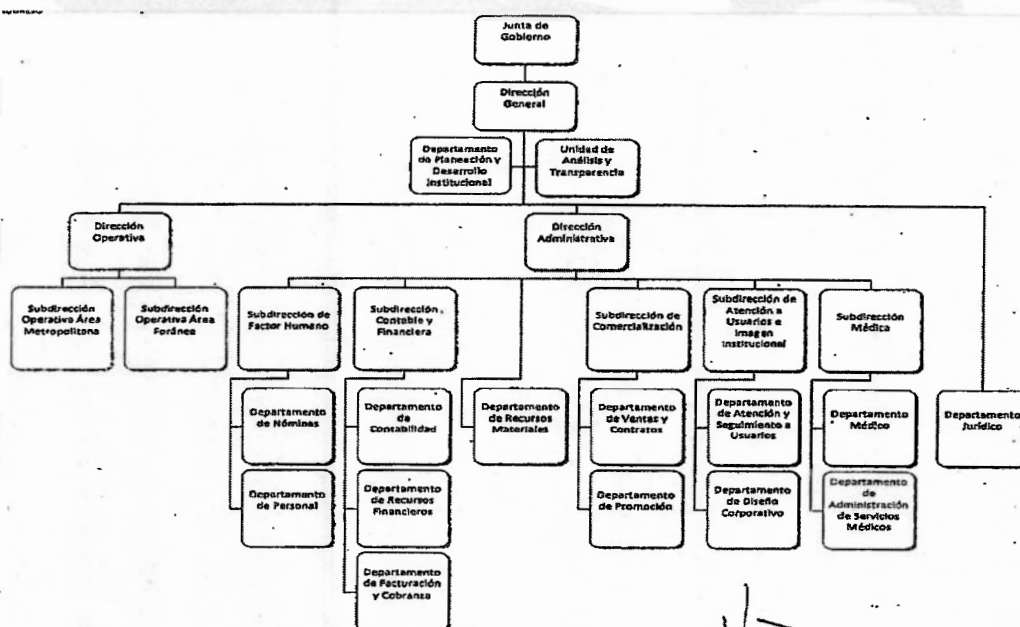 Junta de
Gobierno
Dirección
General
Departamento
de Planeación y
Desarrollo
Institucional
Unidad de
Análisis y
Transparencia
Dirección
Operativa
Dirección
Administrativa
Subdirección
Operativa Área
Metropolitana
Subdirección
Operativa Área
Foránea
Subdirección de
Factor Humano
Subdirección
Contable y
Financiera
Subdirección de
Comercialización
Subdirección de
Atención a
Usuarios e
Imagen
Institucional
Subdirección
Médica
Departamento
de Nóminas
Departamento
de
Contabilidad
Departamento
de Recursos
Materiales
Departamento
de Ventas y
Contratos
Departamento
de Atención y
Seguimiento a
Usuarios
Departamento
Médico
Departamento
Jurídico
Departamento
de Personal
Departamento
de Recursos
Financieros
Departamento
de Promoción
Departamento
de Diseño
Corporativo
Departamento
de
Administración
de Servicios
Médicos
Departamento
de Facturación
y Cobranza